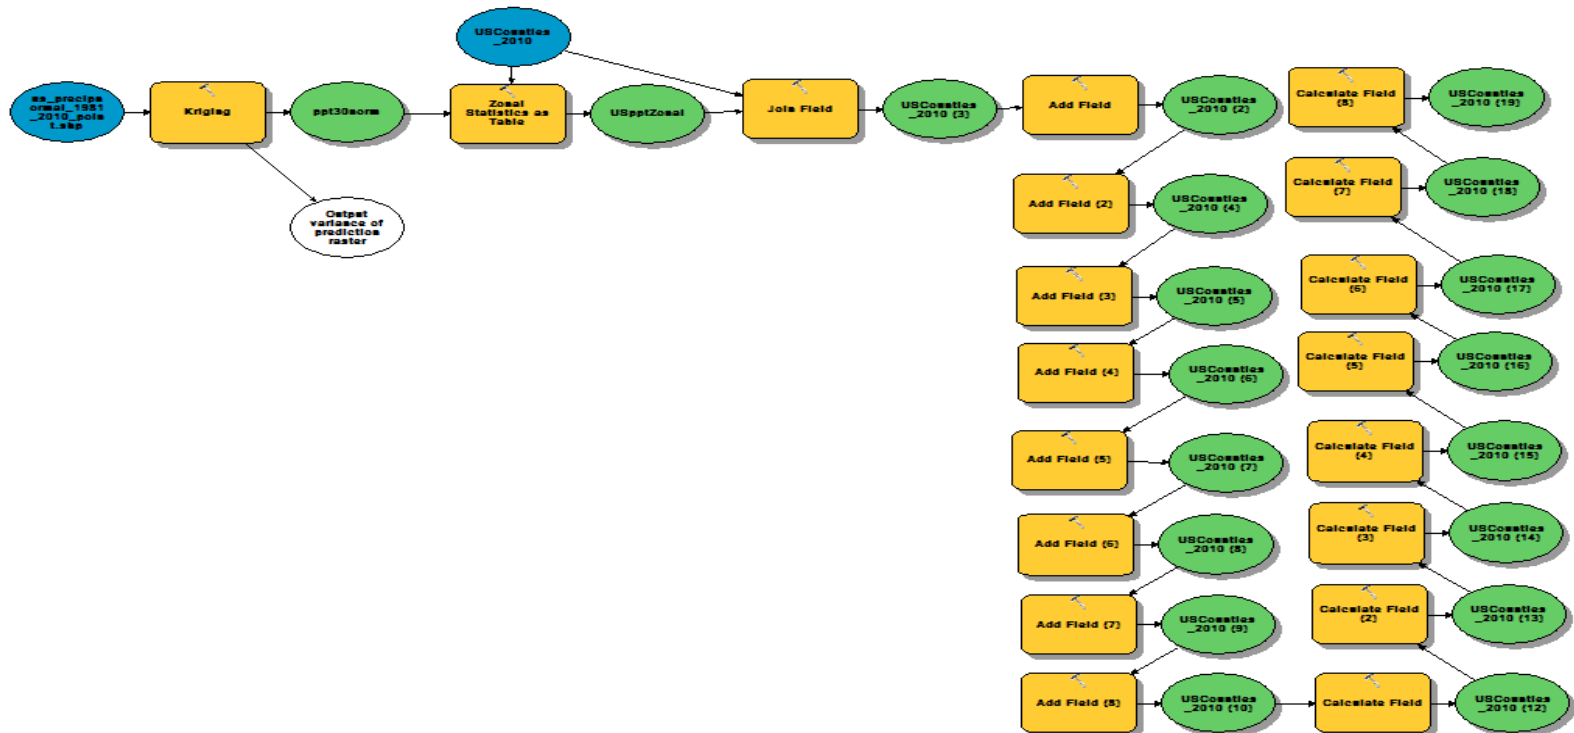 USCounties
_2010
us_precipn
ormal_1981
_2010_poin
t.shp
Kriging
ppt30norm
Zonal
Statistics as
Table
USpptZonal
Join Field
USCounties
_2010 (3)
Add Field
USCounties
_2010 (2)
Calculate Field
(8)
USCounties
_2010 (19)
Output
variance of
prediction
raster
Add Field (2)
USCounties
_2010 (4)
Calculate Field
(7)
USCounties
_2010 (18)
Add Field (3)
USCounties
_2010 (5)
Calculate Field
(6)
USCounties
_2010 (17)
Add Field (4)
USCounties
_2010 (6)
Calculate Field
(5)
USCounties
_2010 (16)
Add Field (5)
USCounties
_2010 (7)
Calculate Field
(4)
USCounties
_2010 (15)
Add Field (6)
USCounties
_2010 (8)
Calculate Field
(3)
USCounties
_2010 (14)
Add Field (7)
USCounties
_2010 (9)
Calculate Field
(2)
USCounties
_2010 (13)
Add Field (8)
USCounties
_2010 (10)
Calculate Field
USCounties
_2010 (12)